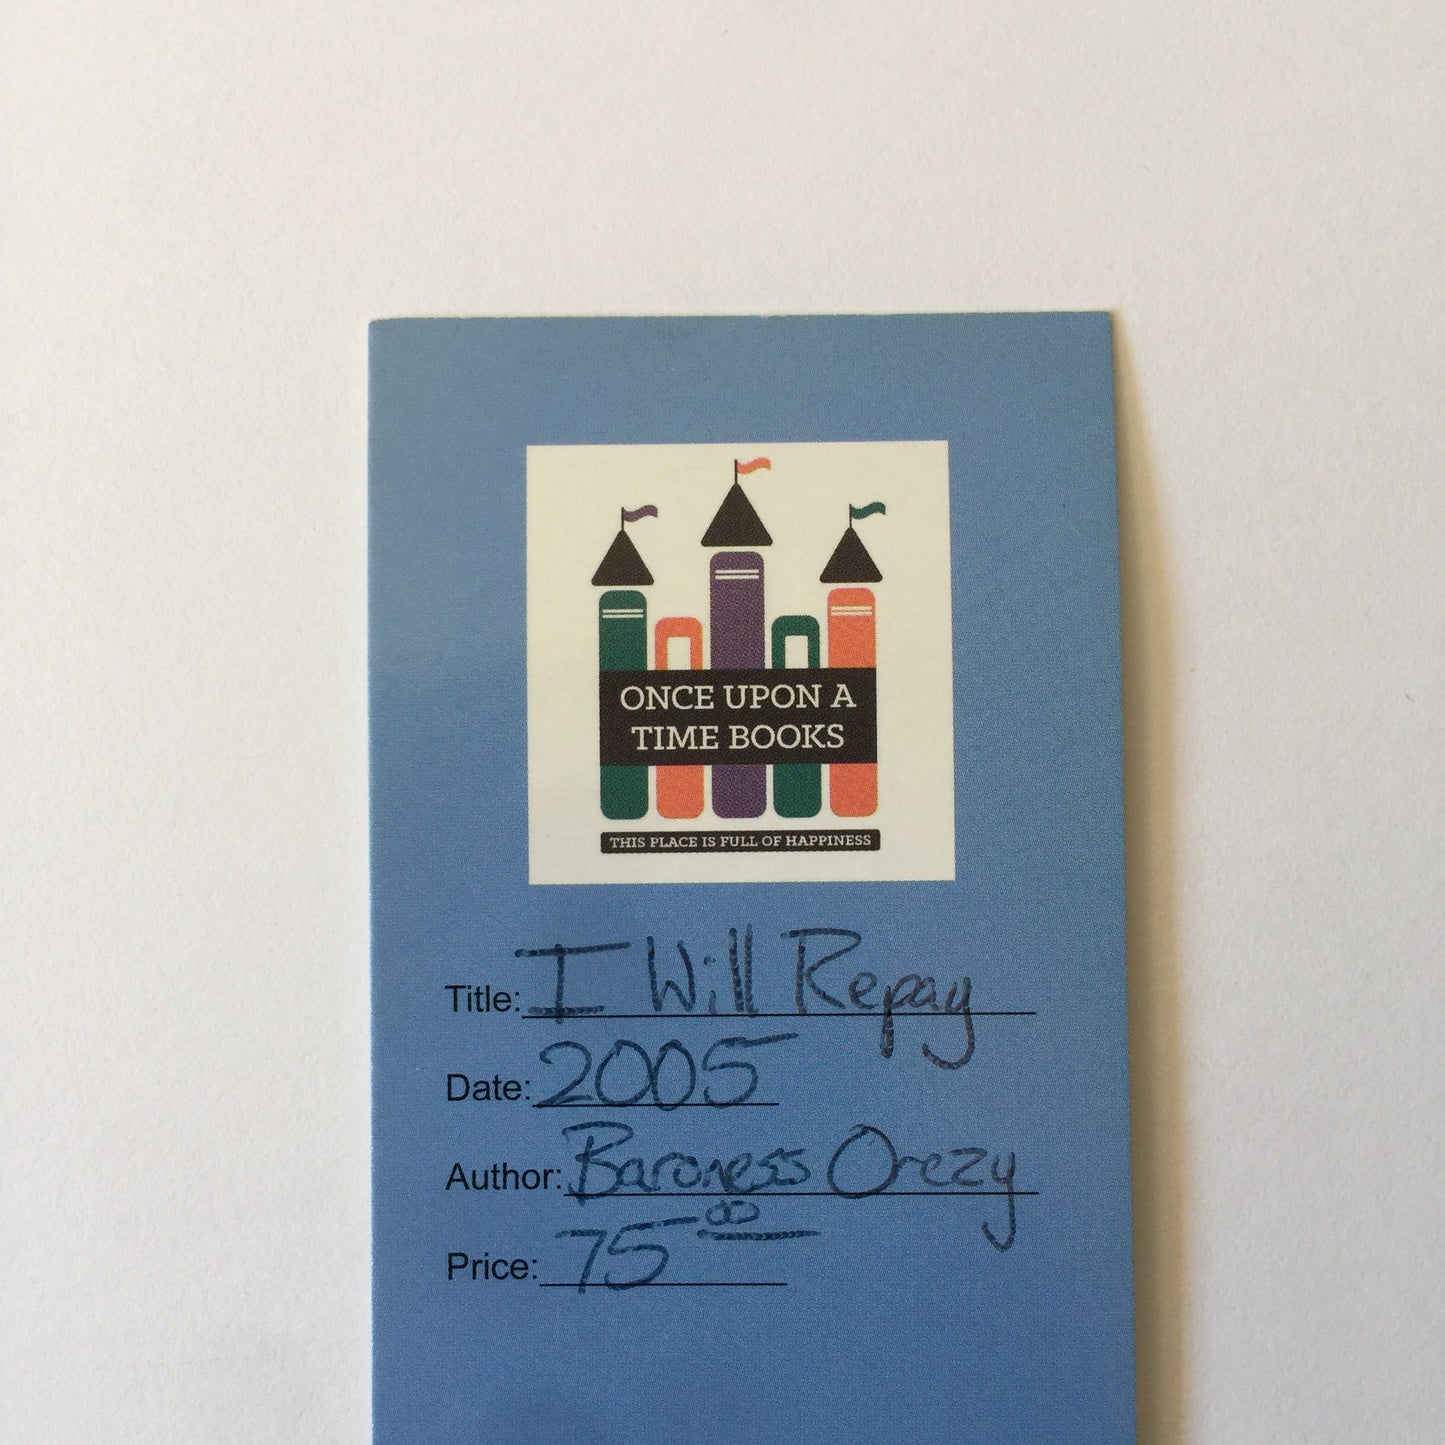 ONCE UPON A
TIME BOOKS
THIS PLACE IS FULL OF HAPPINESS
Title: I Will Repay
Date: 2005
Author: Baroness Orczy
Price: 75 00